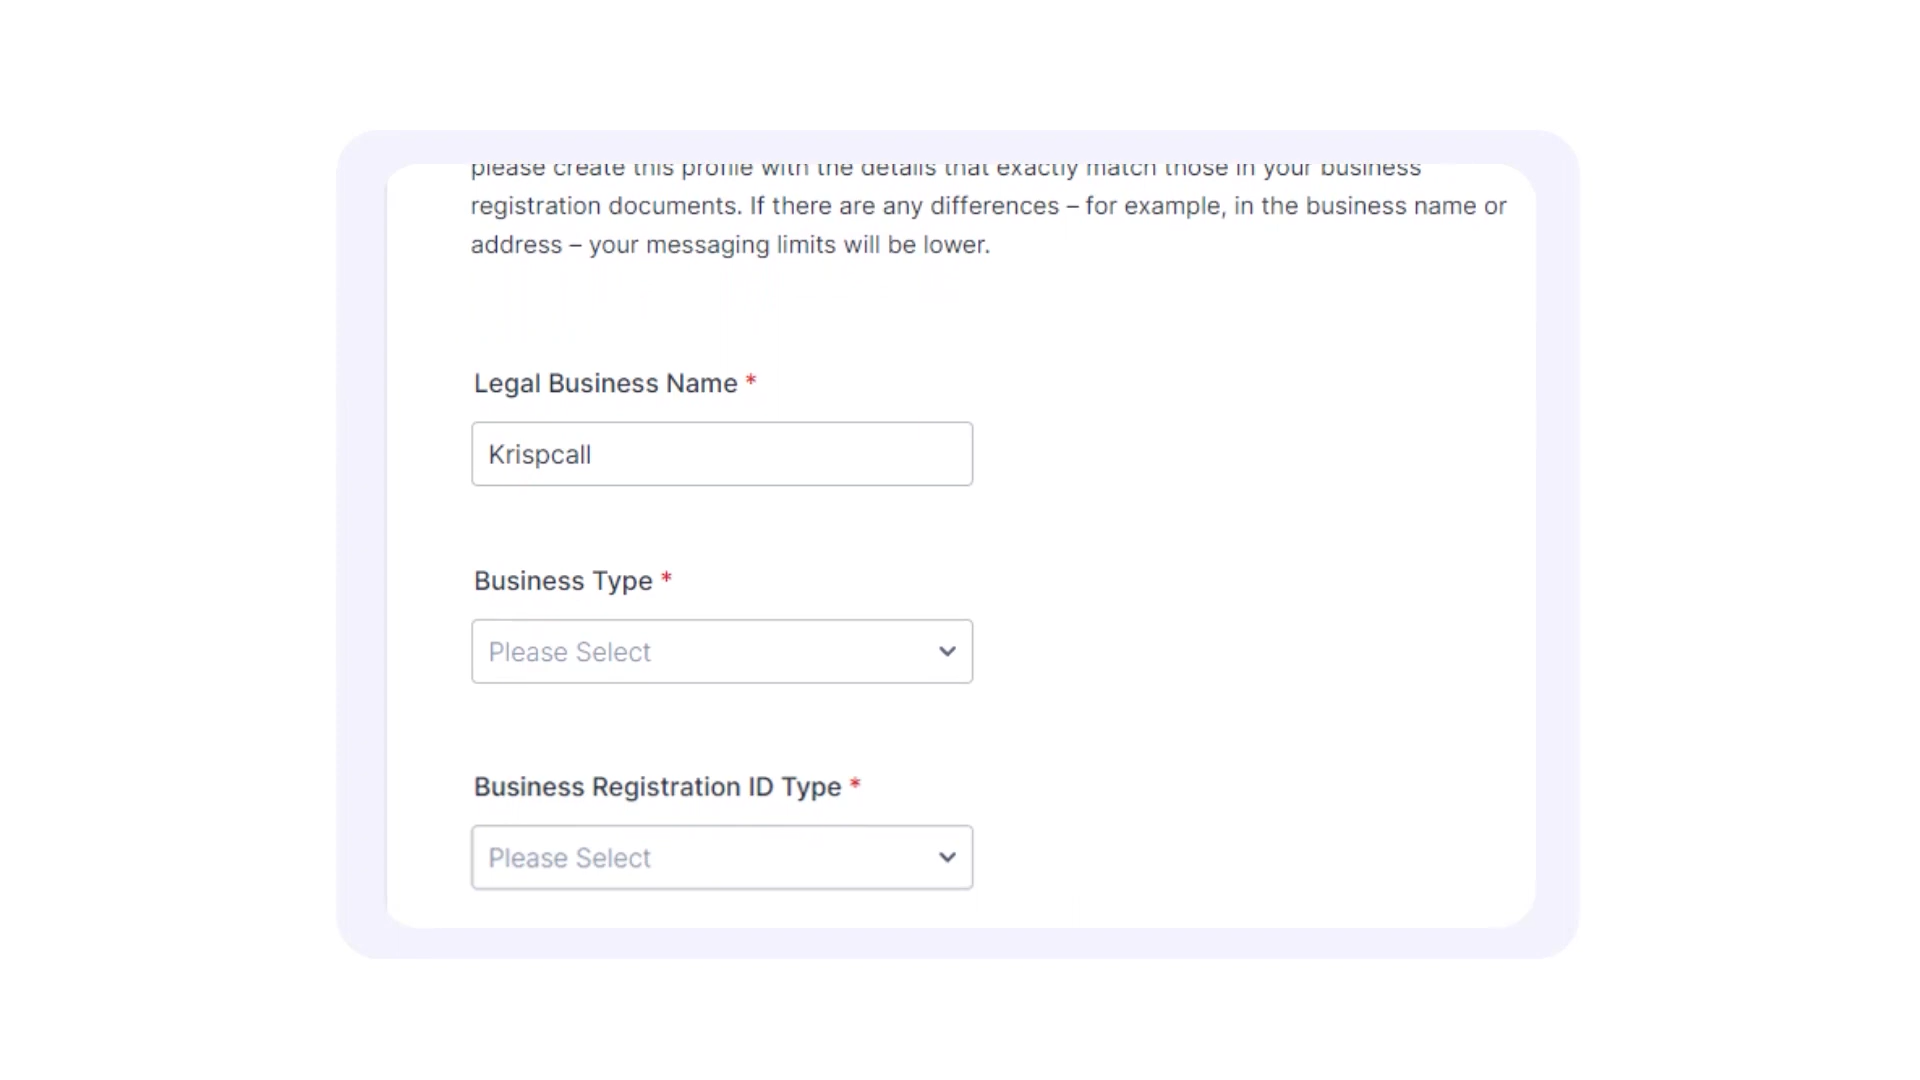 please create this profile with the details that exactly match those in your business
registration documents. If there are any differences – for example, in the business name or
address – your messaging limits will be lower.
Legal Business Name *
Krispcall
Business Type *
Please Select
Business Registration ID Type *
Please Select